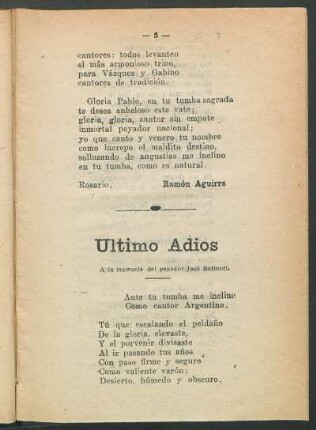 — 5 —
cantores: todos levanten
el más armonioso trino,
para Vázquez y Gabino
cantores de tradición.
Gloria Pablo, en tu tumba sagrada
te desea anheloso este vate;
gloria, gloria, cantor sin empate
inmortal payador nacional;
yo que canto y venero tu nombre
como increpo el maldito destino,
sollozando de angustias me inclino
en tu tumba, como es natural.
Rosario. Ramón Aguirre
Ultimo Adios
A la memoria del payador José Betinoti.
Ante tu tumba me inclino
Como cantor Argentino.
Tú que escalando el peldaño
De la gloria, elevaste,
Y el porvenir divisaste
Al ir pasando tus años
Con paso firme y seguro
Como valiente varón;
Desierto, húmedo y obscuro.